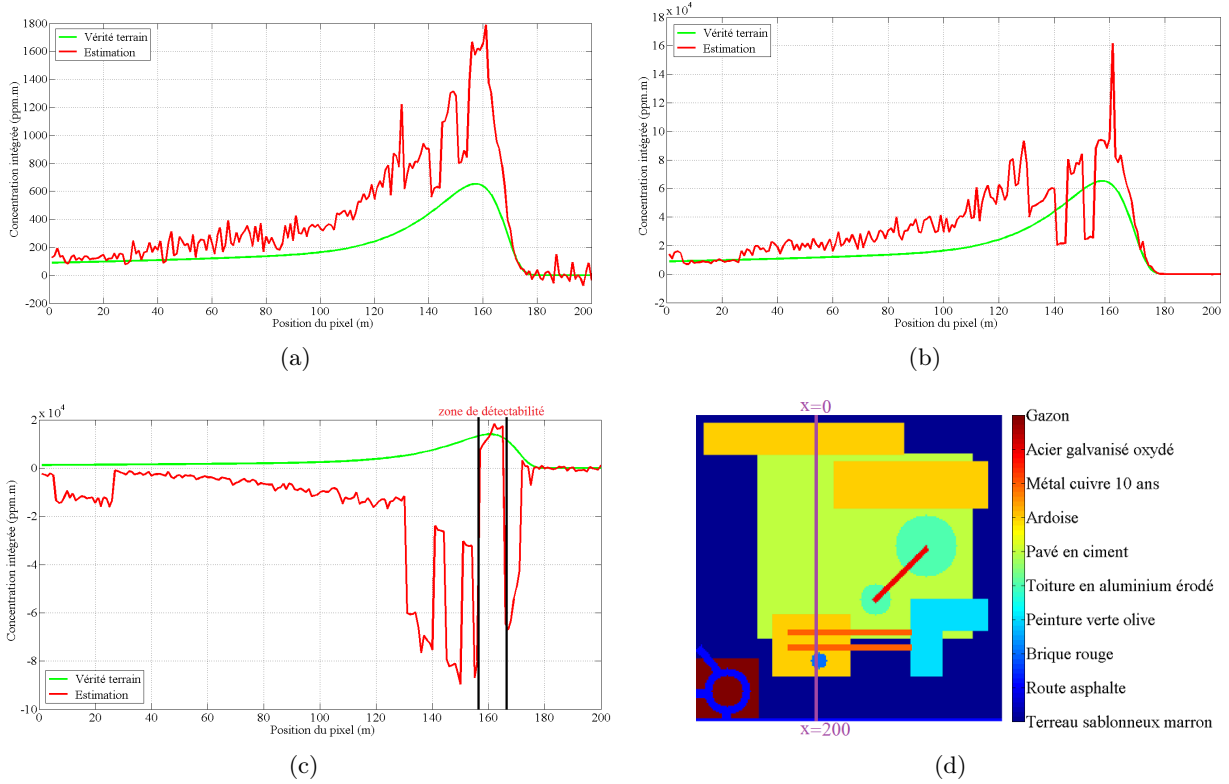 Vérité terrain
Estimation
Concentration intégrée (ppm.m)
1800
1600
1400
1200
1000
800
600
400
200
0
-200
0 20 40 60 80 100 120 140 160 180 200
Position du pixel (m)
(a)
18 x 10^4
Vérité terrain
Estimation
Concentration intégrée (ppm.m)
16
14
12
10
8
6
4
2
0
-2
0 20 40 60 80 100 120 140 160 180 200
Position du pixel (m)
(b)
zone de détectabilité
2 x 10^4
0
-2
-4
-6
-8
-10
Concentration intégrée (ppm.m)
Vérité terrain
Estimation
0 20 40 60 80 100 120 140 160 180 200
Position du pixel (m)
(c)
x=0
x=200
Gazon
Acier galvanisé oxydé
Métal cuivre 10 ans
Ardoise
Pavé en ciment
Toiture en aluminium érodé
Peinture verte olive
Brique rouge
Route asphalte
Terreau sablonneux marron
(d)